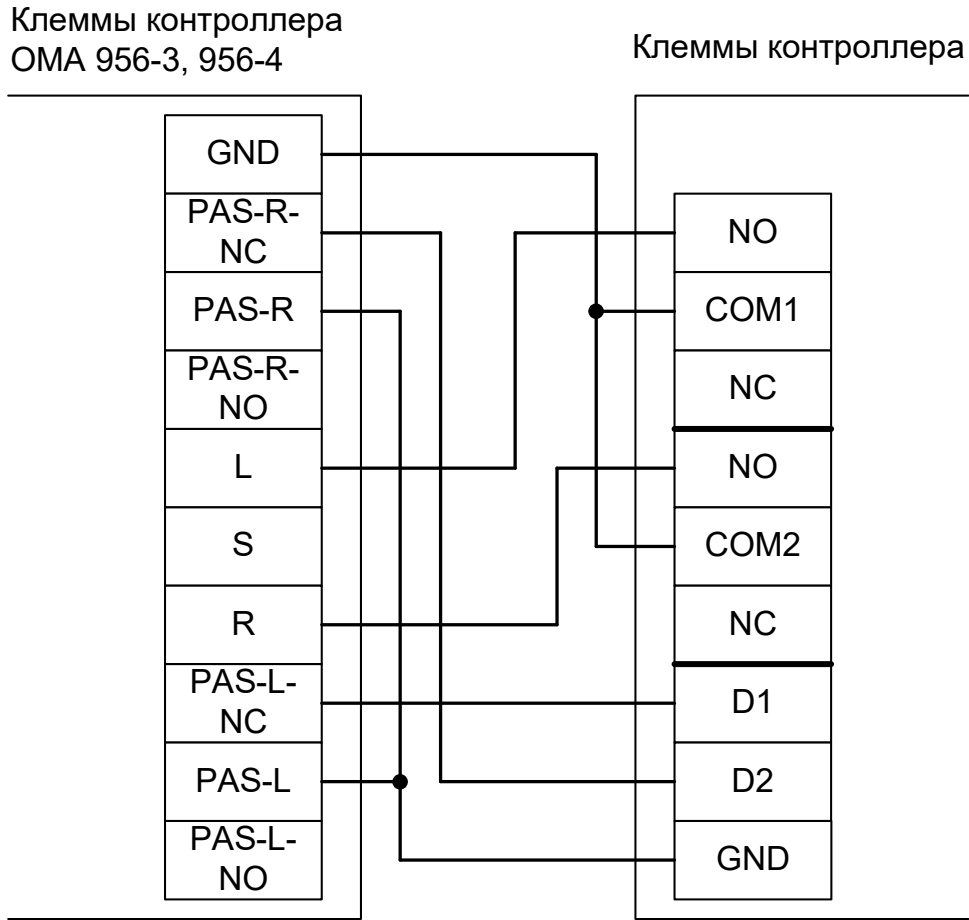 Клеммы контроллера
ОМА 956-3, 956-4
Клеммы контроллера
GND
PAS-R-
NC
PAS-R
PAS-R-
NO
L
S
R
PAS-L-
NC
PAS-L
PAS-L-
NO
NO
COM1
NC
NO
COM2
NC
D1
D2
GND